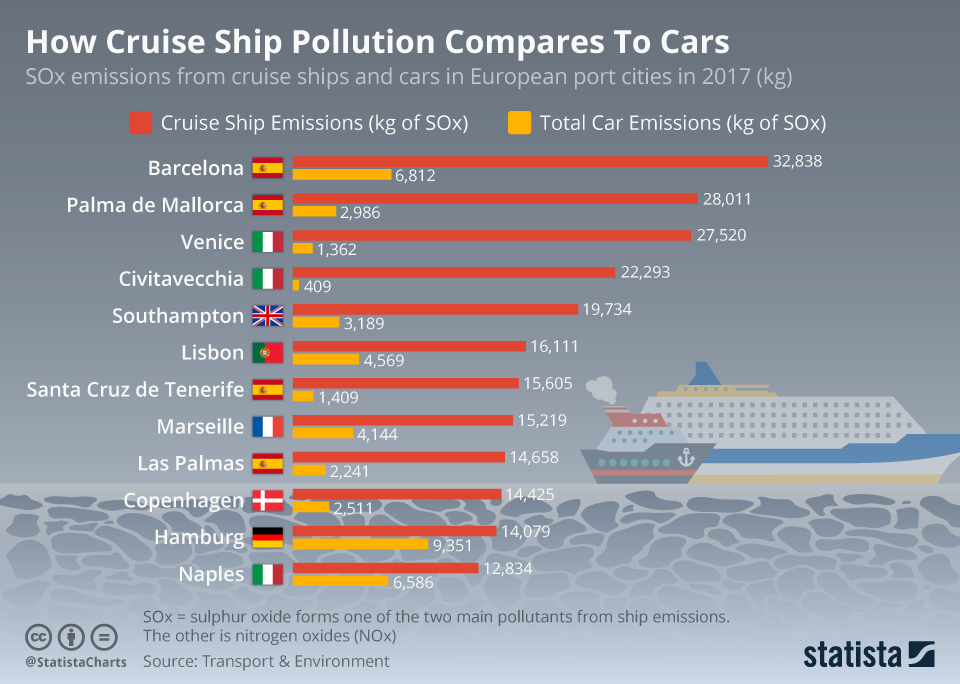 How Cruise Ship Pollution Compares To Cars
SOx emissions from cruise ships and cars in European port cities in 2017 (kg)
Cruise Ship Emissions (kg of SOx) Total Car Emissions (kg of SOx)
Barcelona 32,838
6,812
Palma de Mallorca 28,011
2,986
Venice 27,520
1,362
Civitavecchia 22,293
409
Southampton 19,734
3,189
Lisbon 16,111
4,569
Santa Cruz de Tenerife 15,605
1,409
Marseille 15,219
4,144
Las Palmas 14,658
2,241
Copenhagen 14,425
2,511
Hamburg 14,079
9,351
Naples 12,834
6,586
SOx = sulphur oxide forms one of the two main pollutants from ship emissions.
The other is nitrogen oxides (NOx)
cc
@StatistaCharts Source: Transport & Environment
statista